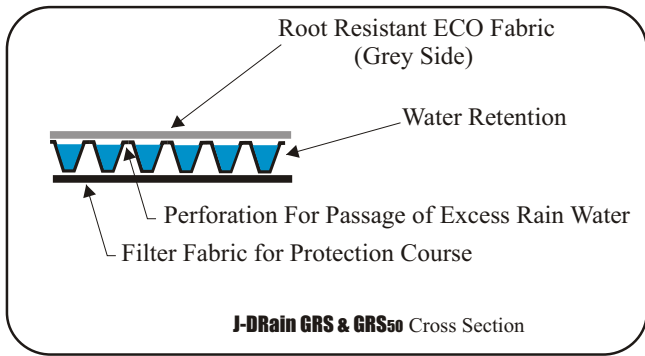 Root Resistant ECO Fabric
(Grey Side)
Water Retention
Perforation For Passage of Excess Rain Water
Filter Fabric for Protection Course
J-DRain GRS & GRS50 Cross Section